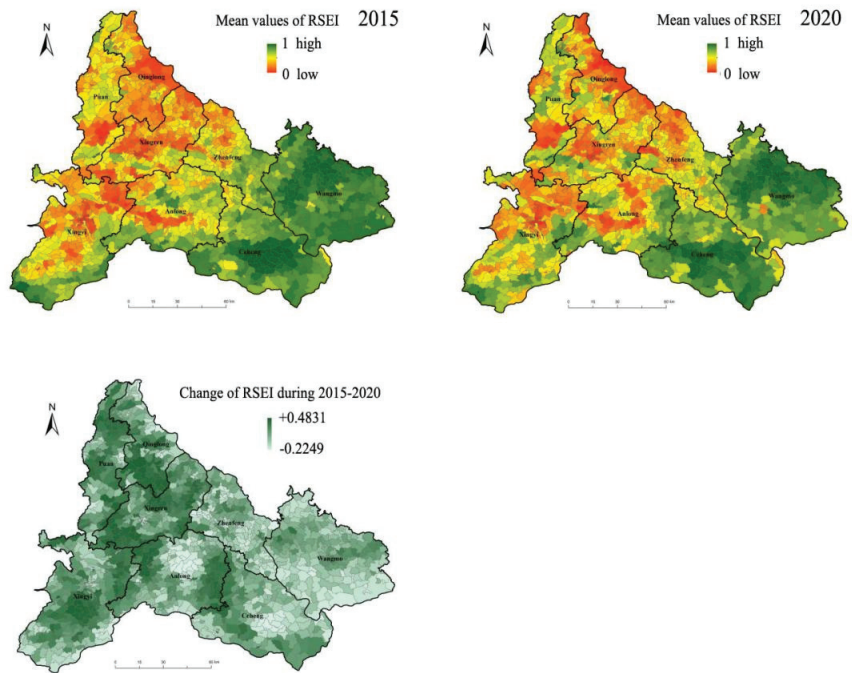 Mean values of RSEI 2015
N
1 high
0 low
Qinglong
Puan
Xingren
Zhenfeng
Wangmo
Anlong
Xingyi
Ceheng
Mean values of RSEI 2020
N
1 high
0 low
Qinglong
Puan
Xingren
Zhenfeng
Wangmo
Anlong
Xingyi
Ceheng
Change of RSEI during 2015-2020
N
+0.4831
-0.2249
Qinglong
Puan
Xingren
Zhenfeng
Wangmo
Anlong
Xingyi
Ceheng